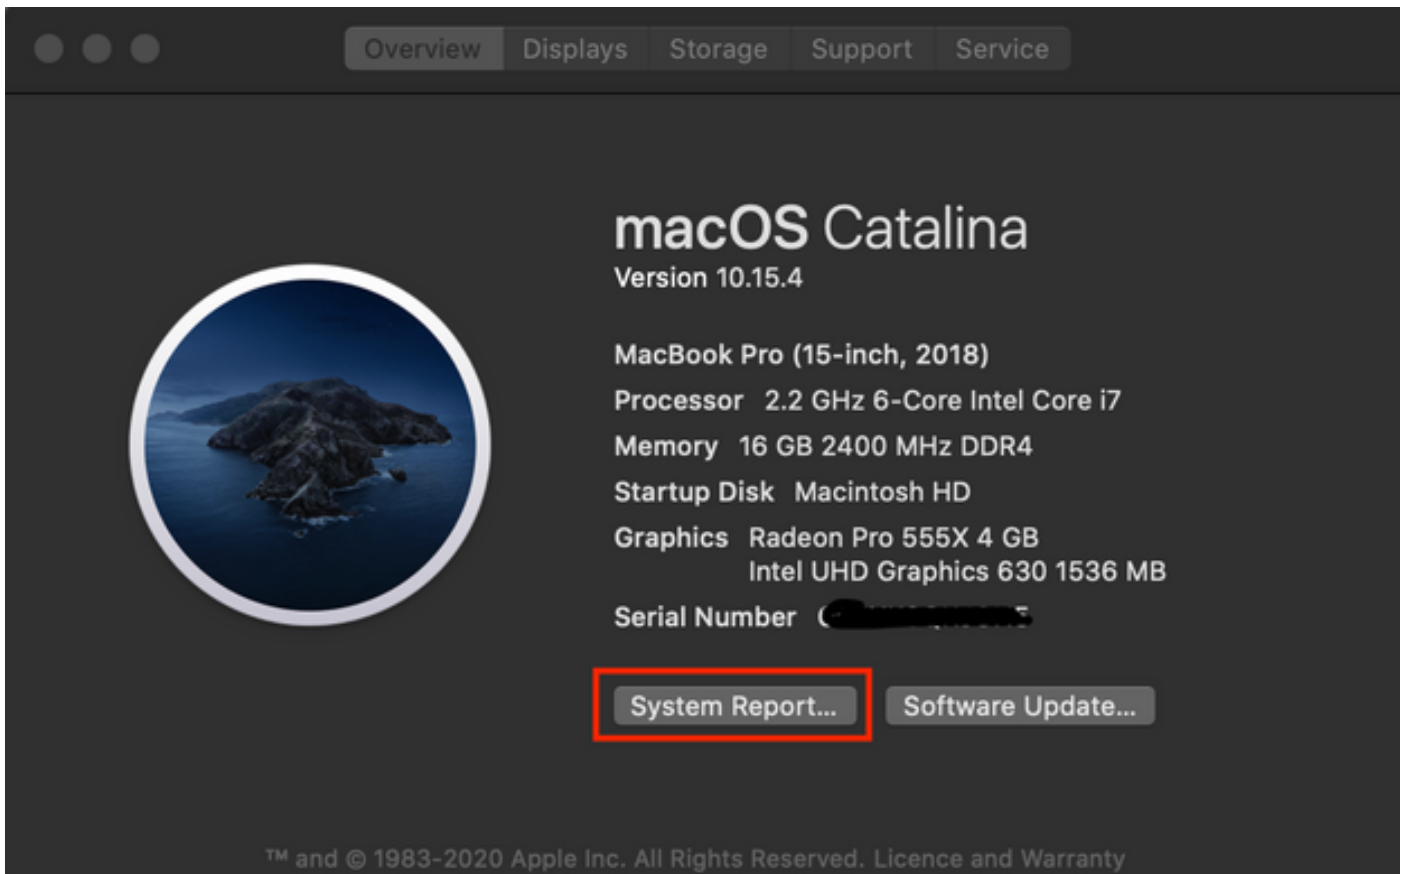 Overview Displays Storage Support Service
macOS Catalina
Version 10.15.4
MacBook Pro (15-inch, 2018)
Processor 2.2 GHz 6-Core Intel Core i7
Memory 16 GB 2400 MHz DDR4
Startup Disk Macintosh HD
Graphics Radeon Pro 555X 4 GB
Intel UHD Graphics 630 1536 MB
Serial Number
System Report... Software Update...
™ and © 1983-2020 Apple Inc. All Rights Reserved. Licence and Warranty